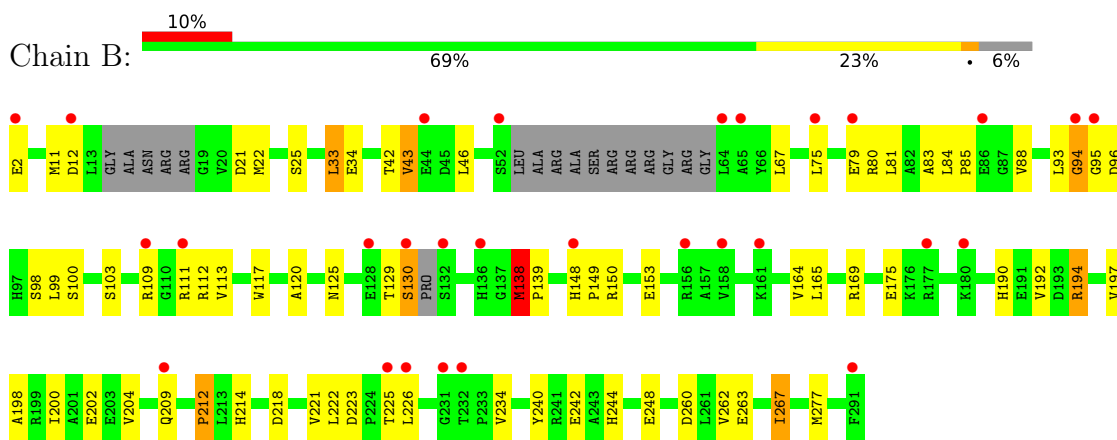 10%
Chain B:
69% 23% • 6%
E2 M11 D12 L13 GLY ALA ASN ARG ARG G19 V20 D21 M22 S25 L33 E34 T42 V43 E44 D45 L46 S52 LEU ALA ARG ARG ALA SER ARG ARG ARG GLY ARG GLY L64 A65 Y66 L67 L75 E79 R80 L81 A82 A83 L84 P85 E86 G87 V88 L93 G94 G95 D96
H97 S98 L99 S100 S103 R109 G110 R111 R112 V113 W117 A120 N125 E128 T129 S130 PRO S132 H136 G137 M138 P139 H148 P149 R150 E153 R156 A157 V158 K161 V164 L165 R169 E175 K176 R177 K180 H190 E191 V192 D193 R194 V197
A198 R199 I200 A201 E202 E203 V204 Q209 P212 L213 H214 D218 V221 L222 D223 P224 T225 L226 G231 T232 P233 V234 Y240 R241 E242 A243 H244 E248 D260 L261 V262 E263 I267 M277 F291